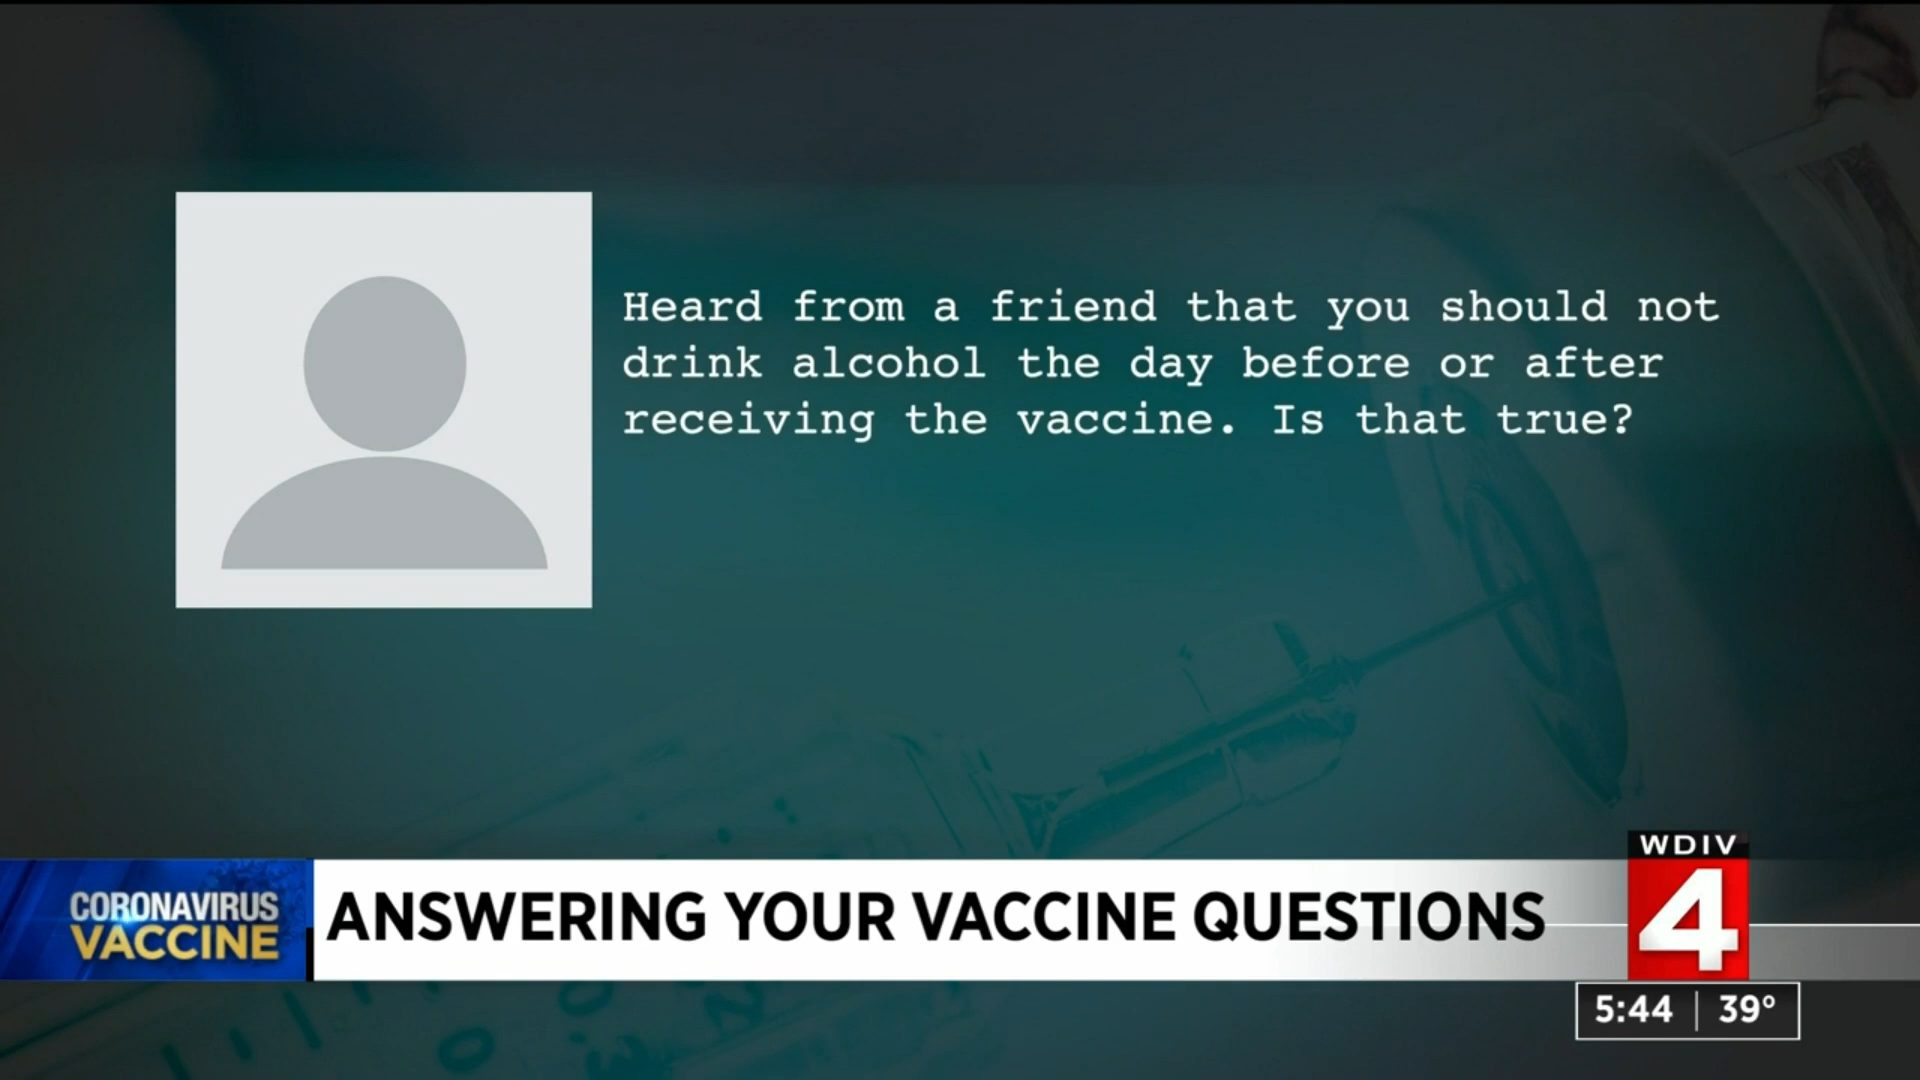 Heard from a friend that you should not
drink alcohol the day before or after
receiving the vaccine. Is that true?
CORONAVIRUS
VACCINE
ANSWERING YOUR VACCINE QUESTIONS
WDIV
4
5:44 39°